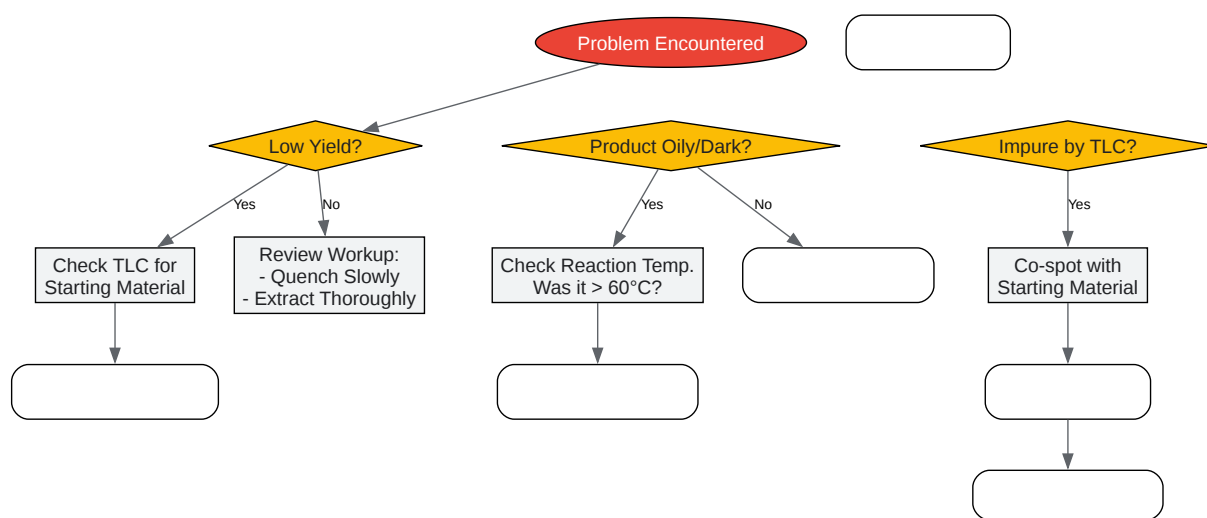 Problem Encountered
Low Yield?
Product Oily/Dark?
Impure by TLC?
Yes
No
Yes
No
Yes
Check TLC for
Starting Material
Review Workup:
- Quench Slowly
- Extract Thoroughly
Check Reaction Temp.
Was it > 60°C?
Co-spot with
Starting Material